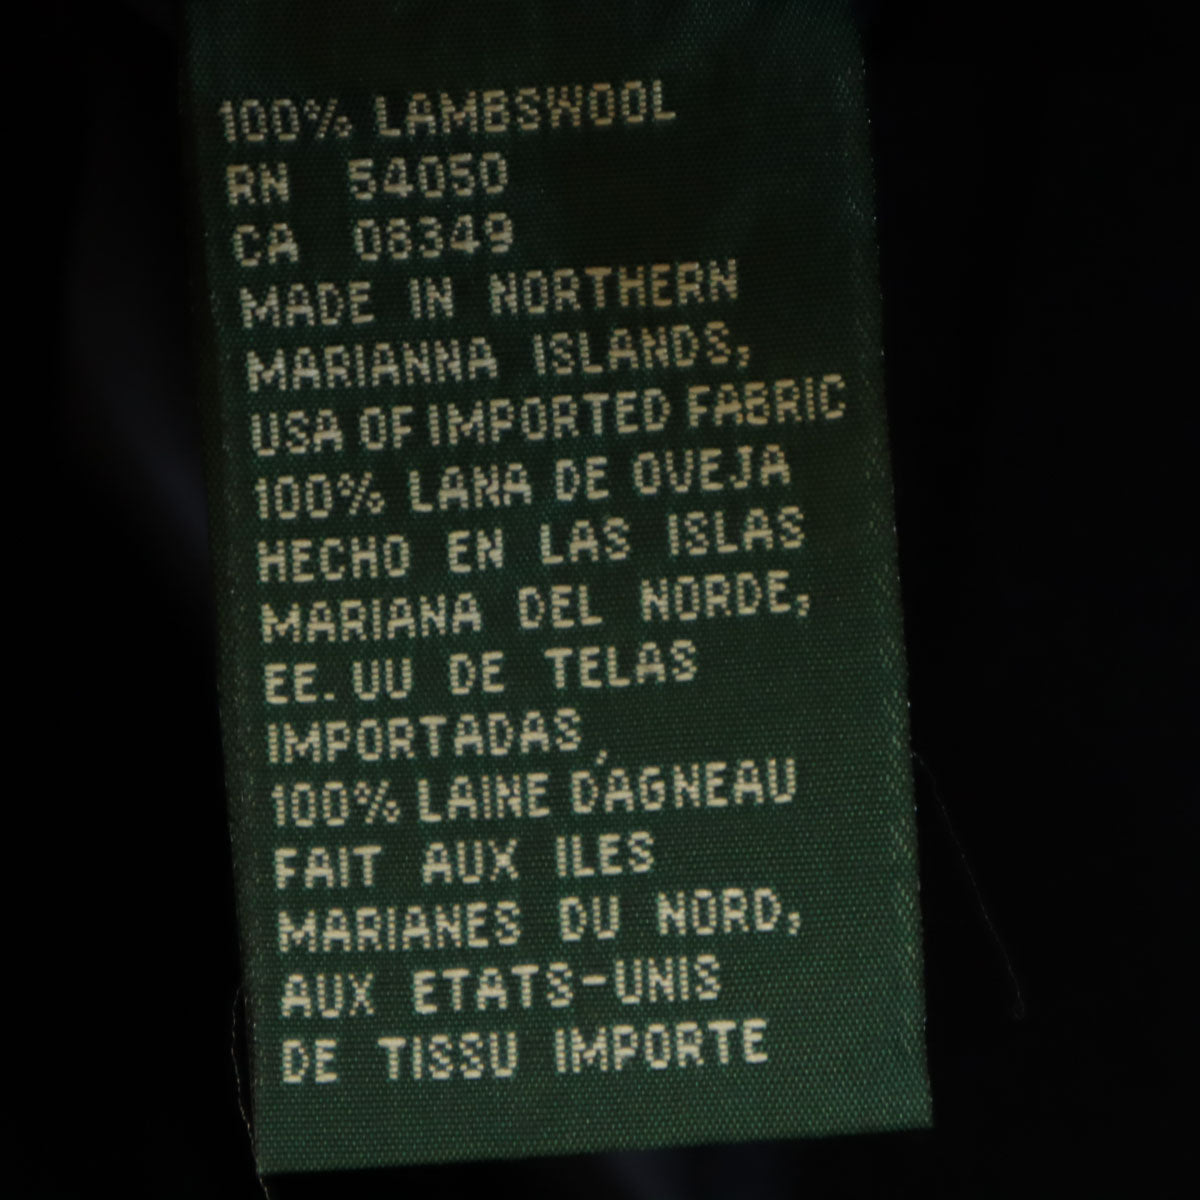 100% LAMBSWOOL
RN 54050
CA 08349
MADE IN NORTHERN
MARIANNA ISLANDS,
USA OF IMPORTED FABRIC
100% LANA DE OVEJA
HECHO EN LAS ISLAS
MARIANA DEL NORDE,
EE.UU DE TELAS
IMPORTADAS
100% LAINE D'AGNEAU
FAIT AUX ILES
MARIANES DU NORD,
AUX ETATS-UNIS
DE TISSU IMPORTE